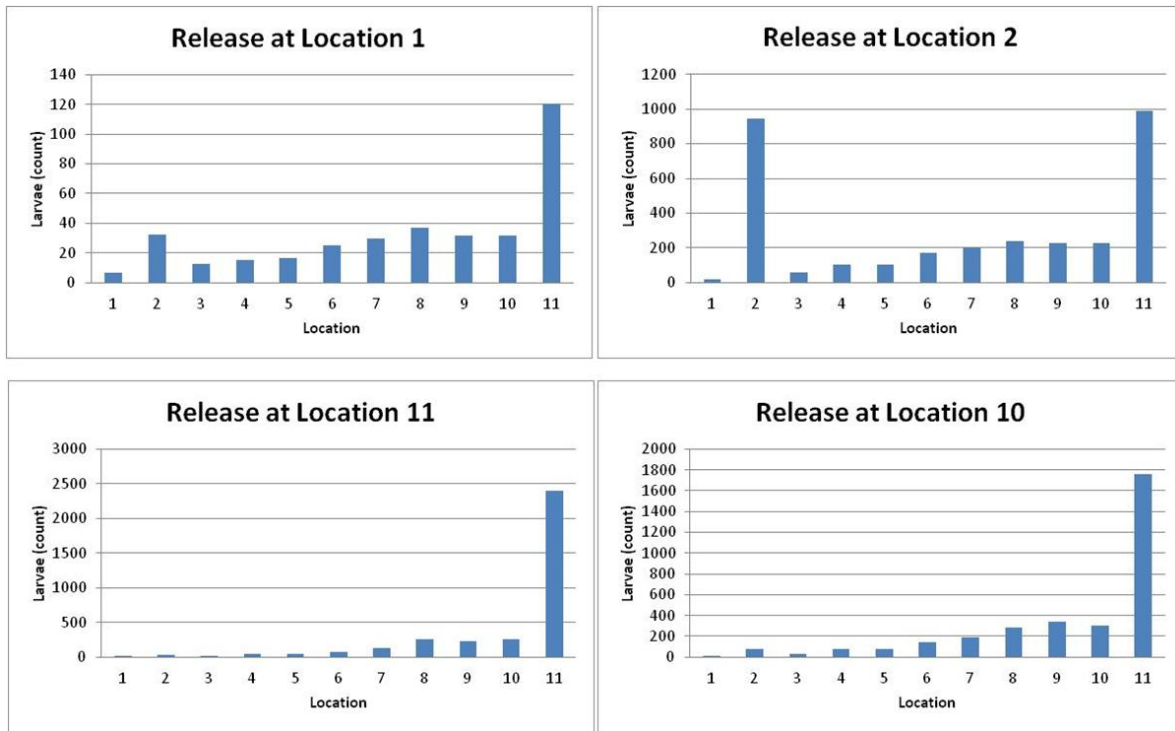 Release at Location 1
140
120
100
80
60
40
20
0
Larvae (count)
1 2 3 4 5 6 7 8 9 10 11
Location
Release at Location 2
1200
1000
800
600
400
200
0
Larvae (count)
1 2 3 4 5 6 7 8 9 10 11
Location
Release at Location 11
3000
2500
2000
1500
1000
500
0
Larvae (count)
1 2 3 4 5 6 7 8 9 10 11
Location
Release at Location 10
2000
1800
1600
1400
1200
1000
800
600
400
200
0
Larvae (count)
1 2 3 4 5 6 7 8 9 10 11
Location